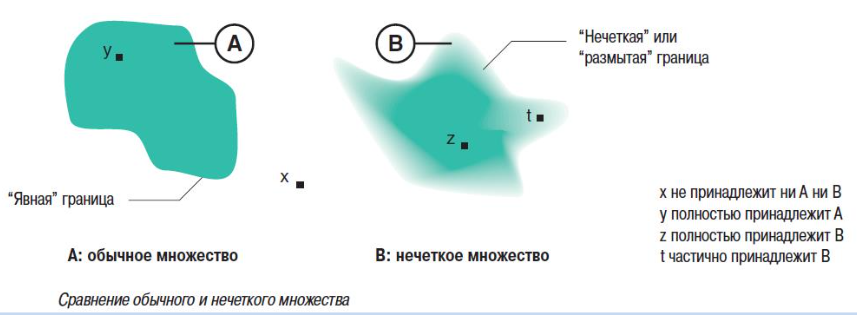 y
A
B
“Нечеткая” или
“размытая” граница
t
z
x
“Явная” граница
x не принадлежит ни A ни B
y полностью принадлежит A
z полностью принадлежит B
t частично принадлежит B
A: обычное множество
B: нечеткое множество
Сравнение обычного и нечеткого множества